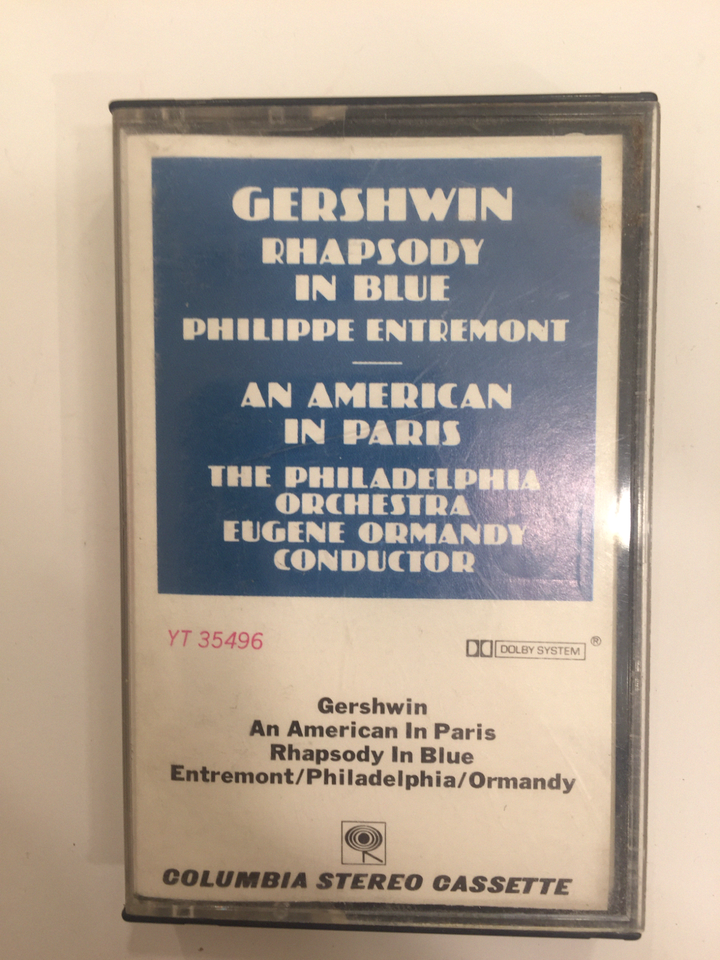 GERSHWIN
RHAPSODY
IN BLUE
PHILIPPE ENTREMONT
AN AMERICAN
IN PARIS
THE PHILADELPHIA
ORCHESTRA
EUGENE ORMANDY
CONDUCTOR
YT 35496
DOLBY SYSTEM ®
Gershwin
An American In Paris
Rhapsody In Blue
Entremont/Philadelphia/Ormandy
COLUMBIA STEREO CASSETTE